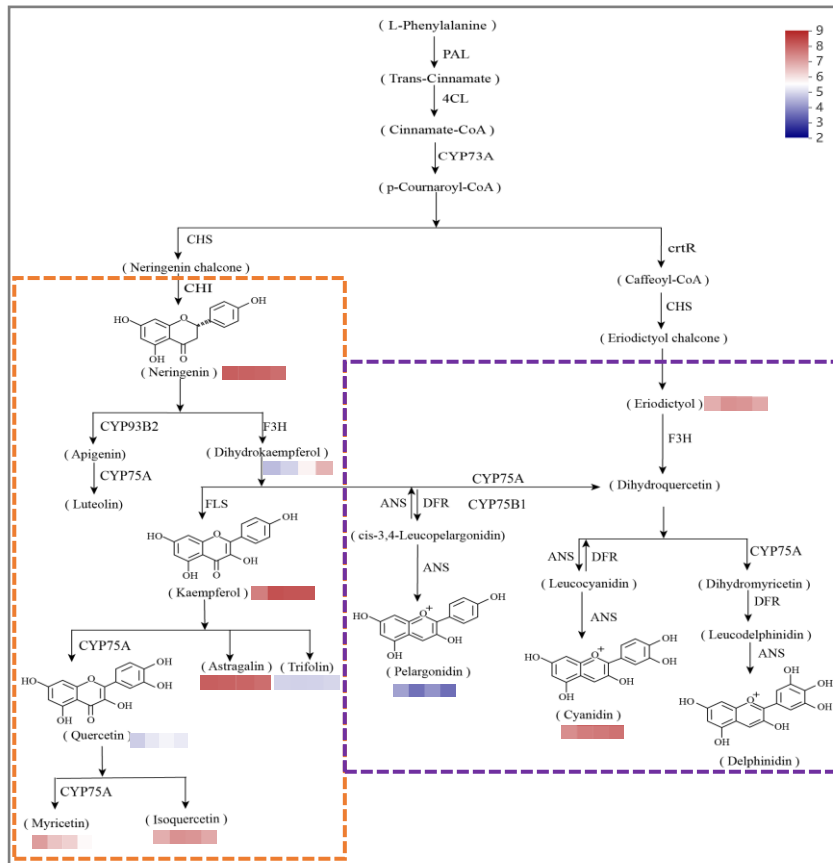 ( L-Phenylalanine )
PAL
( Trans-Cinnamate )
4CL
( Cinnamate-CoA )
CYP73A
( p-Cournaroyl-CoA )
9
8
7
6
5
4
3
2
CHS
( Neringenin chalcone )
CHI
OH
HO
O
OH
O
( Neringenin )
crtR
( Caffeoyl-CoA )
CHS
( Eriodictyol chalcone
( Eriodictyol )
F3H
( Dihydroquercetin )
CYP93B2
F3H
( Apigenin )
( Dihydrokaempferol )
CYP75A
( Luteolin )
CYP75A
CYP75B1
FLS
ANS
DFR
( cis-3,4-Leucopelargonidin )
ANS
OH
HO
O
OH
OH
O
( Kaempferol )
OH
HO
O+
OH
OH
( Pelargonidin )
ANS
DFR
( Leucocyanidin )
ANS
CYP75A
( Dihydromyricetin )
DFR
( Leucodelphinidin )
ANS
OH
HO
O+
OH
OH
OH
( Cyanidin )
OH
OH
HO
O+
OH
OH
OH
( Delphinidin )
CYP75A
( Astragalin )
( Trifolin )
OH
HO
O
OH
OH
OH
O
( Quercetin )
CYP75A
( Myricetin )
( Isoquercetin )